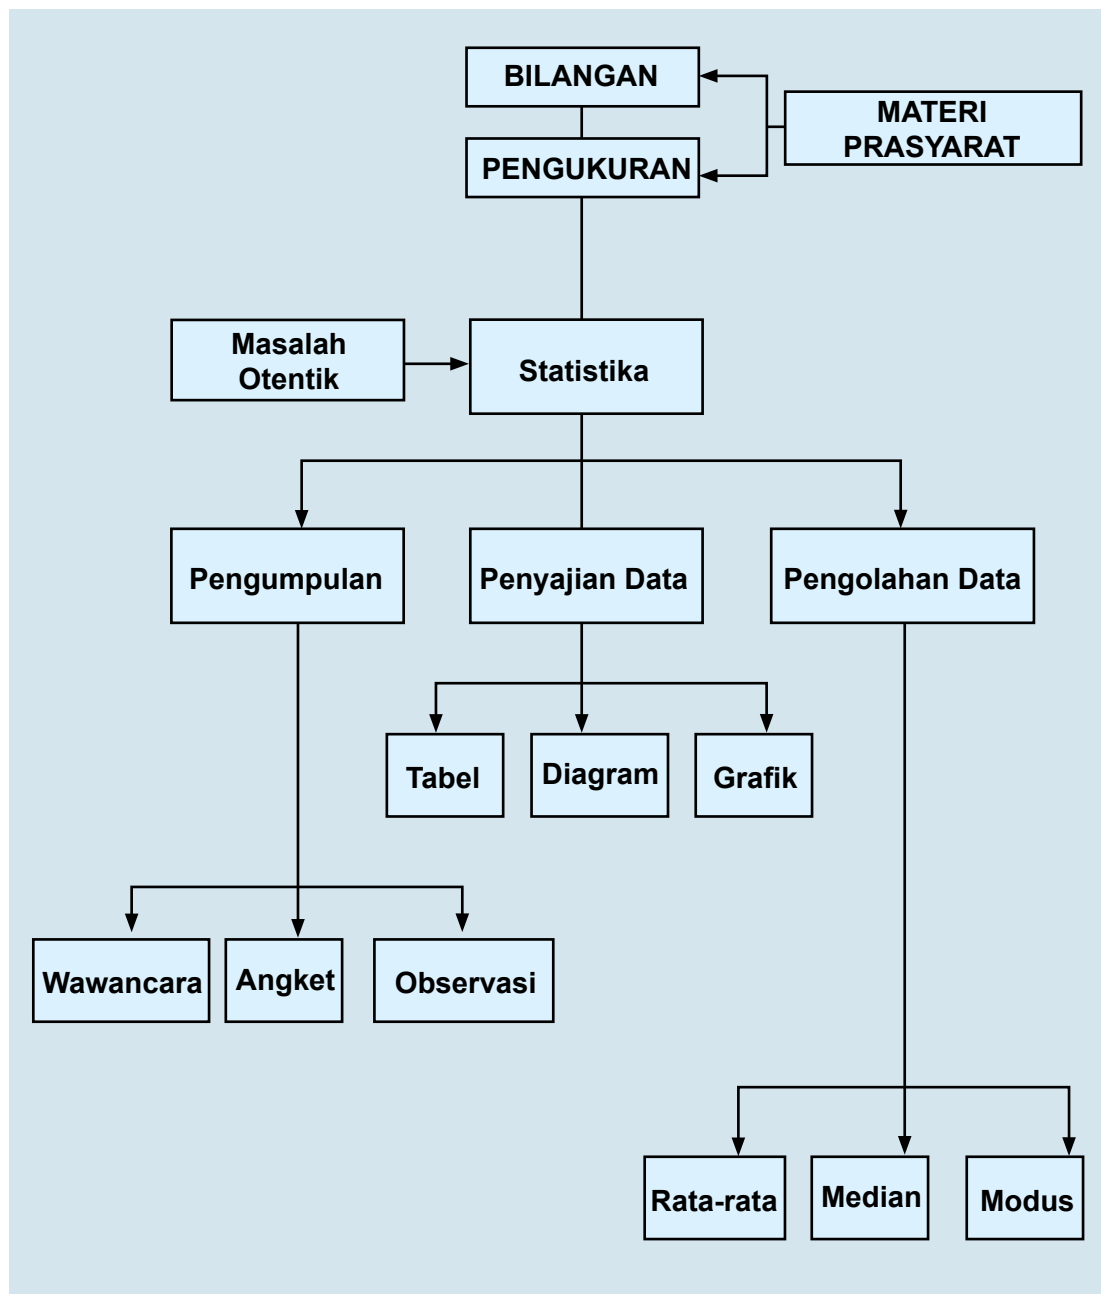 BILANGAN
MATERI
PRASYARAT
PENGUKURAN
Masalah
Otentik
Statistika
Pengumpulan
Penyajian Data
Pengolahan Data
Tabel
Diagram
Grafik
Wawancara
Angket
Observasi
Rata-rata
Median
Modus